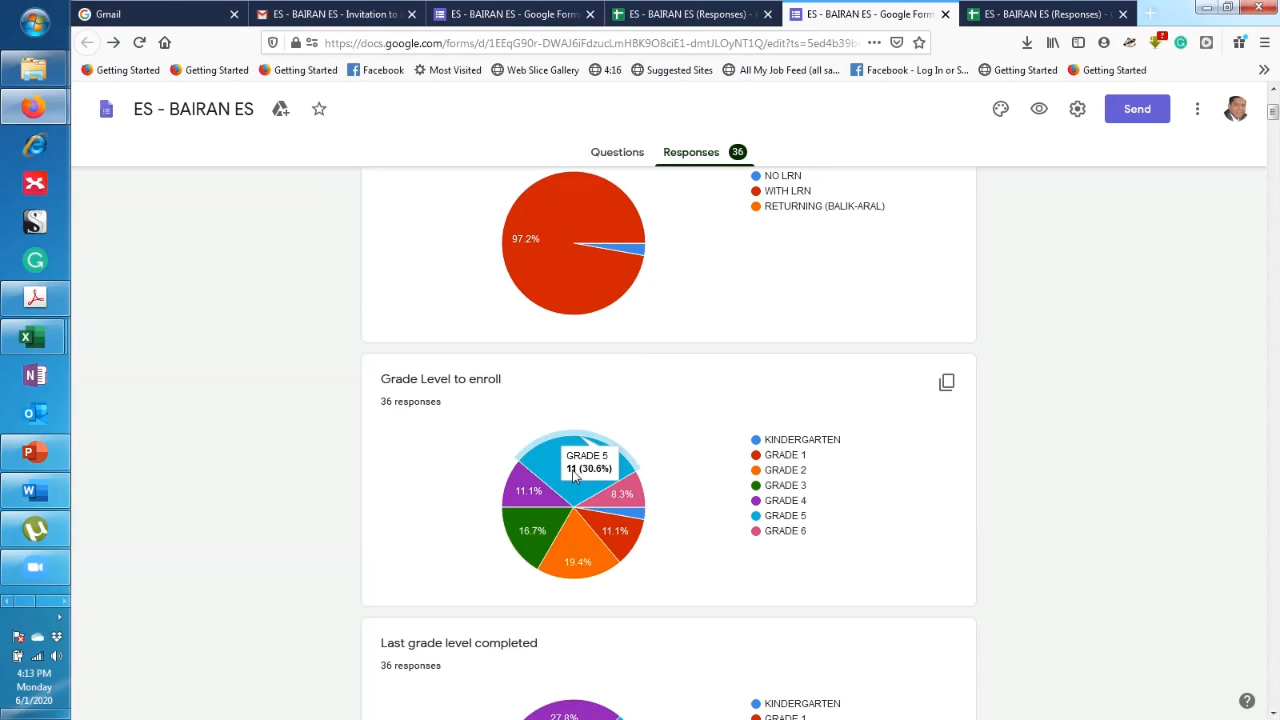 Gmail
ES - BAIRAN ES - Invitation to
ES - BAIRAN ES - Google Form
ES - BAIRAN ES (Responses) -
ES - BAIRAN ES - Google Form
ES - BAIRAN ES (Responses) -
https://docs.google.com/forms/d/1EEqG90r-DWAJ6iFdzucLmHBK9O8ciE1-dmtJLOyNT1Q/edit?ts=5ed4b39b
Getting Started
Getting Started
Getting Started
Facebook
Most Visited
Web Slice Gallery
4:16
Suggested Sites
All My Job Feed (all sa...
Facebook - Log In or S...
Getting Started
Getting Started
ES - BAIRAN ES
Send
Questions
Responses 36
NO LRN
WITH LRN
RETURNING (BALIK-ARAL)
97.2%
Grade Level to enroll
36 responses
GRADE 5
11 (30.6%)
11.1%
8.3%
16.7%
11.1%
19.4%
KINDERGARTEN
GRADE 1
GRADE 2
GRADE 3
GRADE 4
GRADE 5
GRADE 6
Last grade level completed
36 responses
27.8%
KINDERGARTEN
GRADE 1
4:13 PM
Monday
6/1/2020